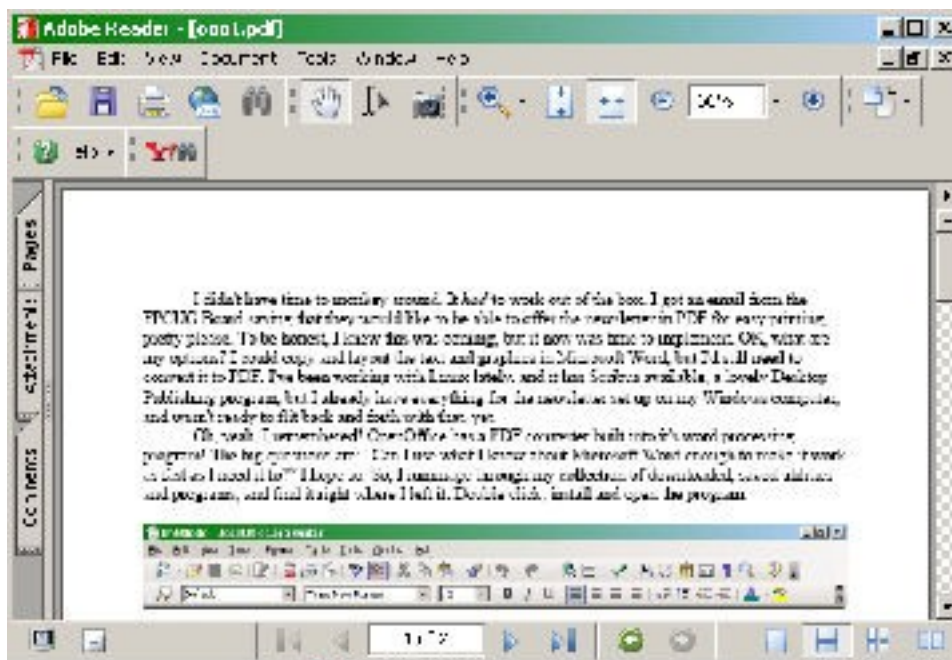 Adobe Reader - [ooo1.pdf]
File Edit View Document Tools Window Help
Help
Pages
Attachments
Comments
I didn't have time to monkey around. It had to work out of the box. I got an email from the
Board saying that they would like to be able to offer the newsletter in PDF for easy printing,
pretty please. To be honest, I knew this was coming, but it now was time to implement. OK, what are
my options? I could copy and layout the text and graphics in Microsoft Word, but I'd still need to
convert it to PDF. I've been working with Linux lately, and it has Scribus available, a lovely Desktop
Publishing program, but I already have everything for the newsletter set up on my Windows computer,
and wasn't ready to flit back and forth with that, yet.
Oh, yeah, I remembered! OpenOffice has a PDF converter built into it's word processing
program! The big question are: "Can I use what I know about Microsoft Word enough to make it work
as fast as I need it to?" I hope so. So, I rummage through my collection of downloaded, saved utilities
and programs, and find it right where I left it. Double click, install and open the program.
1 of 2